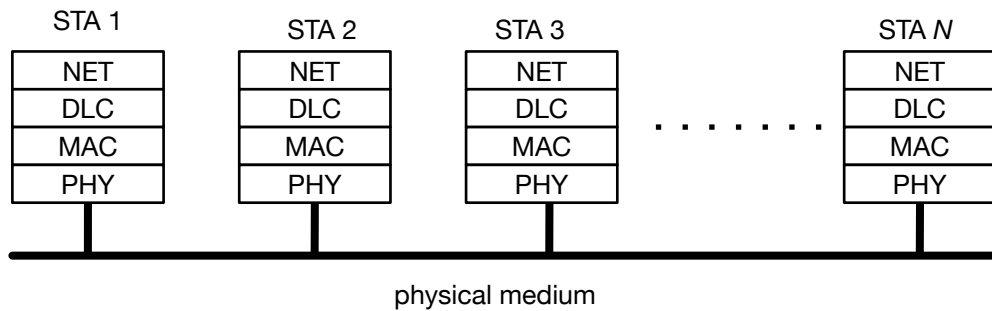 STA 1
STA 2
STA 3
STA N
NET
NET
NET
NET
DLC
DLC
DLC
DLC
MAC
MAC
MAC
MAC
PHY
PHY
PHY
PHY
physical medium